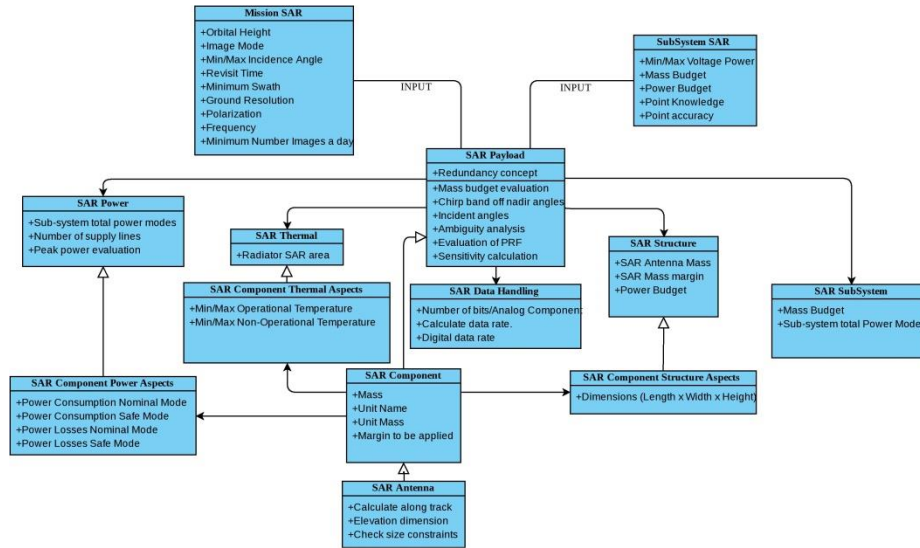 Mission SAR
+Orbital Height
+Image Mode
+Min/Max Incidence Angle
+Revisit Time
+Minimum Swath
+Ground Resolution
+Polarization
+Frequency
+Minimum Number Images a day
SubSystem SAR
+Min/Max Voltage Power
+Mass Budget
+Power Budget
+Point Knowledge
+Point accuracy
INPUT
INPUT
SAR Payload
+Redundancy concept
+Mass budget evaluation
+Chirp band off nadir angles
+Incident angles
+Ambiguity analysis
+Evaluation of PRF
+Sensitivity calculation
SAR Power
+Sub-system total power modes
+Number of supply lines
+Peak power evaluation
SAR Thermal
+Radiator SAR area
SAR Structure
+SAR Antenna Mass
+SAR Mass margin
+Power Budget
SAR Component Thermal Aspects
+Min/Max Operational Temperature
+Min/Max Non-Operational Temperature
SAR Data Handling
+Number of bits/Analog Component
+Calculate data rate.
+Digital data rate
SAR SubSystem
+Mass Budget
+Sub-system total Power Mode
SAR Component Power Aspects
+Power Consumption Nominal Mode
+Power Consumption Safe Mode
+Power Losses Nominal Mode
+Power Losses Safe Mode
SAR Component
+Mass
+Unit Name
+Unit Mass
+Margin to be applied
SAR Component Structure Aspects
+Dimensions (Length x Width x Height)
SAR Antenna
+Calculate along track
+Elevation dimension
+Check size constraints